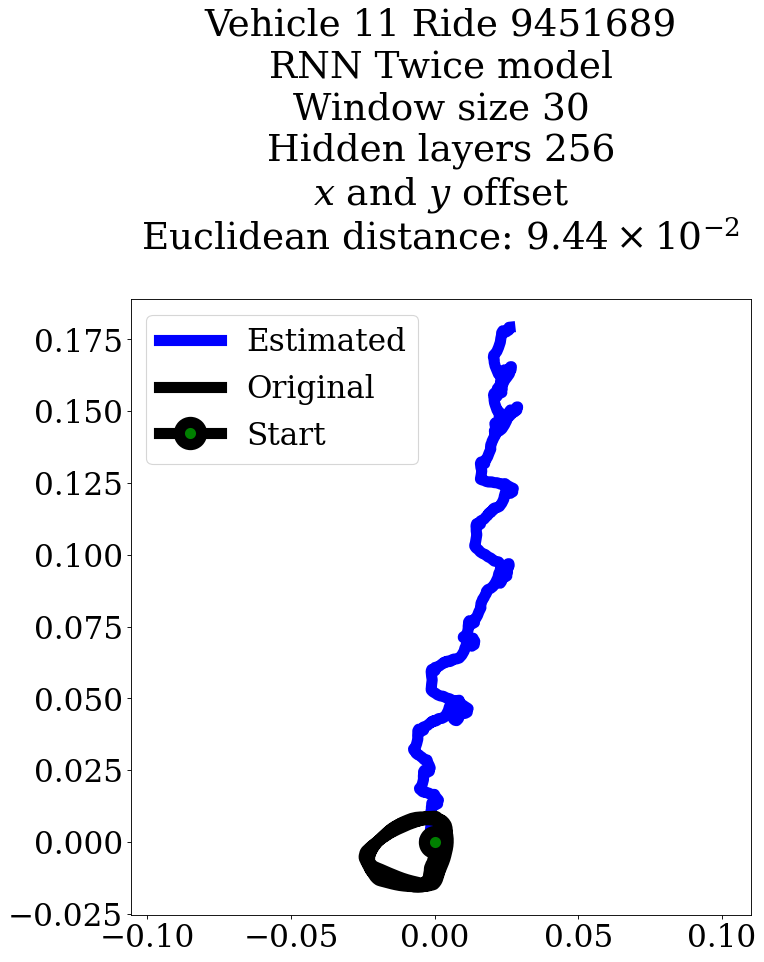 Vehicle 11 Ride 9451689
RNN Twice model
Window size 30
Hidden layers 256
x and y offset
Euclidean distance: 9.44 × 10⁻²
Estimated
Original
Start
0.175
0.150
0.125
0.100
0.075
0.050
0.025
0.000
−0.025
−0.10 −0.05 0.00 0.05 0.10